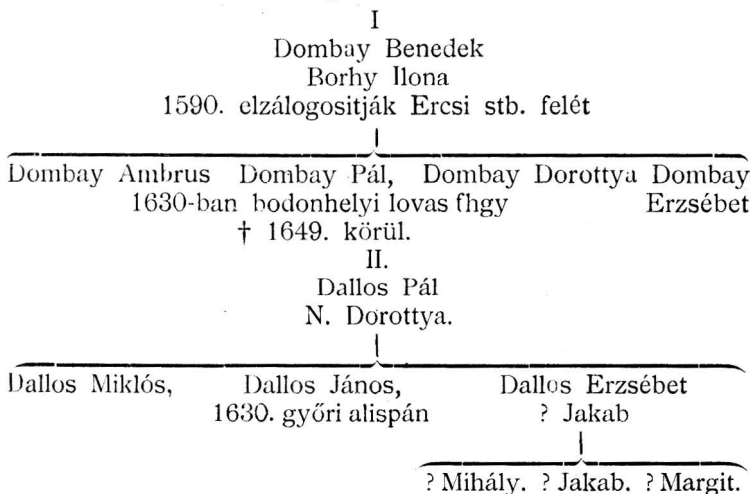 I
Dombay Benedek
Borhy Ilona
1590. elzálogositják Ercsi stb. felét
Dombay Ambrus Dombay Pál, Dombay Dorottya Dombay
1630-ban bodonhelyi lovas fhgy Erzsébet
† 1649. körül.
II.
Dallos Pál
N. Dorottya.
Dallos Miklós, Dallos János, Dallos Erzsébet
1630. győri alispán ? Jakab
? Mihály. ? Jakab. ? Margit.